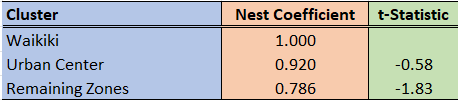 Cluster Nest Coefficient t-Statistic
Waikiki 1.000
Urban Center 0.920 -0.58
Remaining Zones 0.786 -1.83